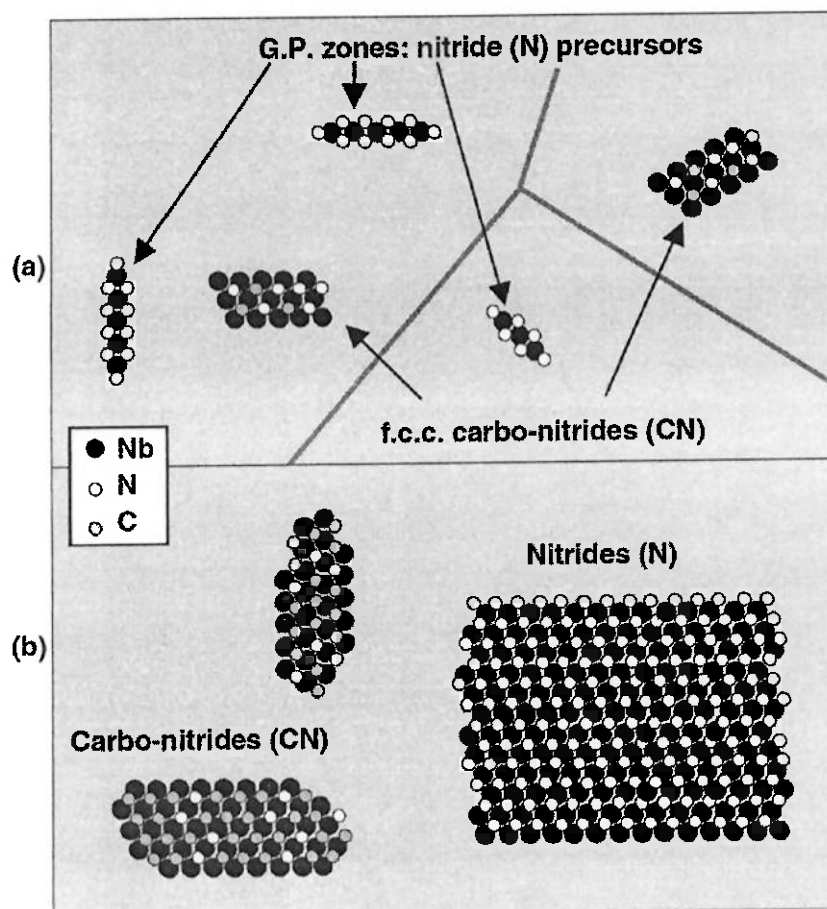 G.P. zones: nitride (N) precursors
(a)
f.c.c. carbo-nitrides (CN)
Nb
N
C
Nitrides (N)
(b)
Carbo-nitrides (CN)